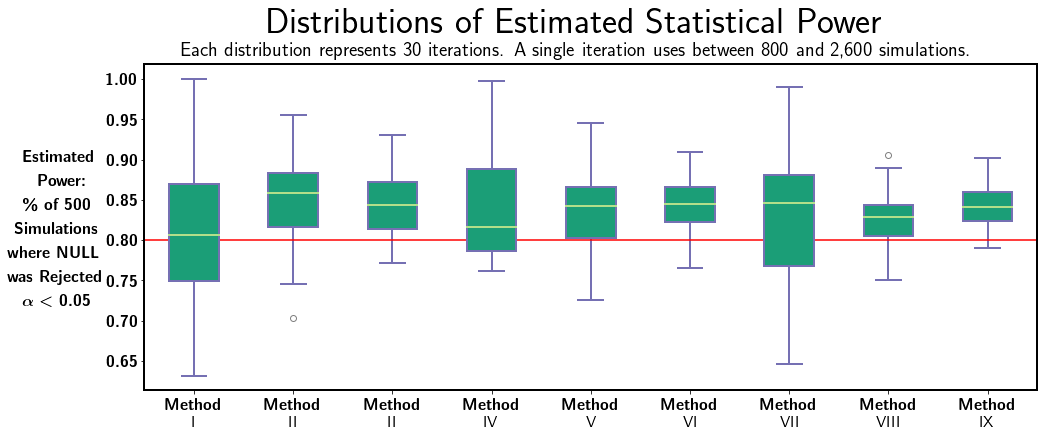 Distributions of Estimated Statistical Power
Each distribution represents 30 iterations. A single iteration uses between 800 and 2,600 simulations.
Estimated
Power:
% of 500
Simulations
where NULL
was Rejected
α < 0.05
1.00
0.95
0.90
0.85
0.80
0.75
0.70
0.65
Method Method Method Method Method Method Method Method Method
I II II IV V VI VII VIII IX